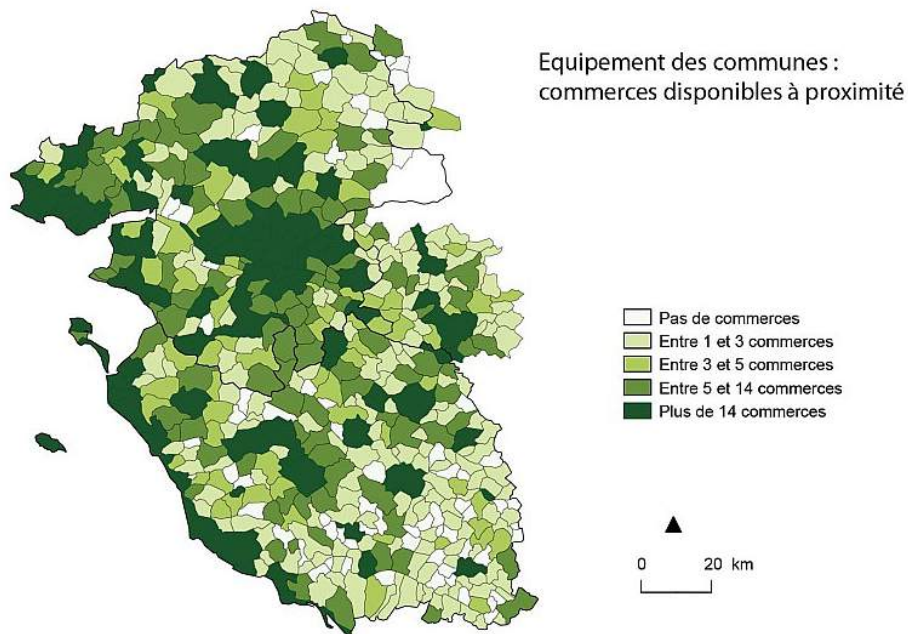 Equipement des communes :
commerces disponibles à proximité
Pas de commerces
Entre 1 et 3 commerces
Entre 3 et 5 commerces
Entre 5 et 14 commerces
Plus de 14 commerces
0 20 km